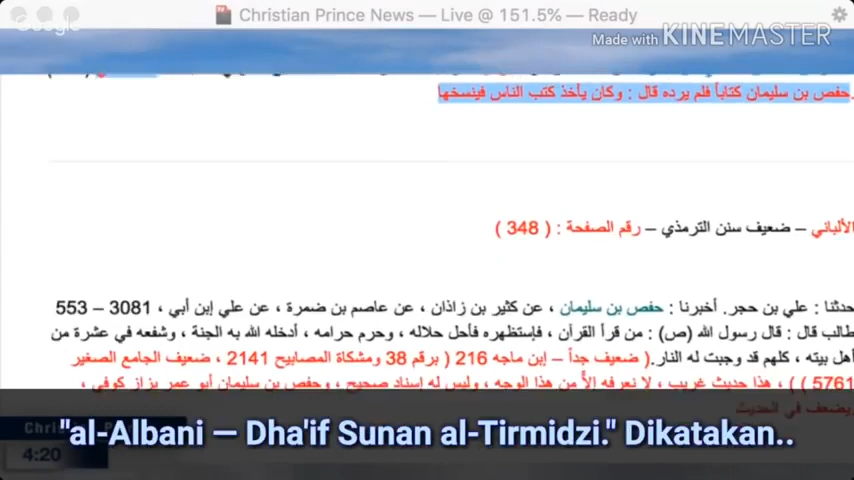 Christian Prince News — Live @ 151.5% — Ready
Google
Made with KINEMASTER
حفص بن سليمان كتاباً فلم يرده قال : وكان يأخذ كتب الناس فينسخها.
الألباني – ضعيف سنن الترمذي – رقم الصفحة : ( 348 )
553 – 3081 ، حدثنا : علي بن حجر. أخبرنا : حفص بن سليمان ، عن كثير بن زاذان ، عن عاصم بن ضمرة ، عن علي إبن أبي
طالب قال : قال رسول الله (ص) : من قرأ القرآن ، فإستظهره فأحل حلاله ، وحرم حرامه ، أدخله الله به الجنة ، وشفعه في عشرة من
أهل بيته ، كلهم قد وجبت له النار.( ضعيف جداً – إبن ماجه 216 ( برقم 38 ومشكاة المصابيح 2141 ، ضعيف الجامع الصغير
5761 ) ) ، هذا حديث غريب ، لا نعرفه إلاّ من هذا الوجه ، وليس له إسناد صحيح ، وحفص بن سليمان أبو عمر بزاز كوفي ،
يضعف في الحديث
"al-Albani — Dha'if Sunan al-Tirmidzi." Dikatakan..
4:20